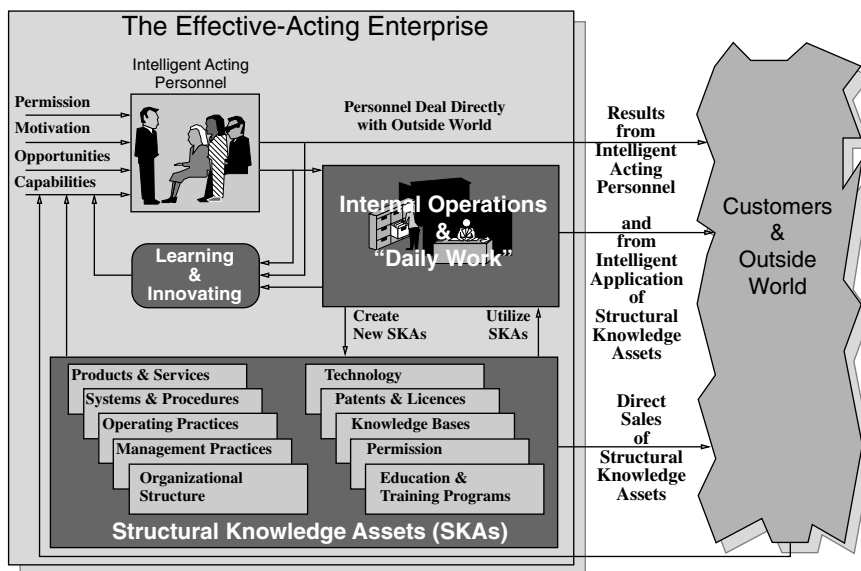 The Effective-Acting Enterprise
Intelligent Acting
Personnel
Permission
Motivation
Opportunities
Capabilities
Personnel Deal Directly
with Outside World
Results
from
Intelligent
Acting
Personnel
and
from
Intelligent
Application
of
Structural
Knowledge
Assets
Customers
&
Outside
World
Internal Operations
&
“Daily Work”
Learning
&
Innovating
Create
New SKAs
Utilize
SKAs
Products & Services
Systems & Procedures
Operating Practices
Management Practices
Organizational
Structure
Technology
Patents & Licences
Knowledge Bases
Permission
Education &
Training Programs
Structural Knowledge Assets (SKAs)
Direct
Sales
of
Structural
Knowledge
Assets